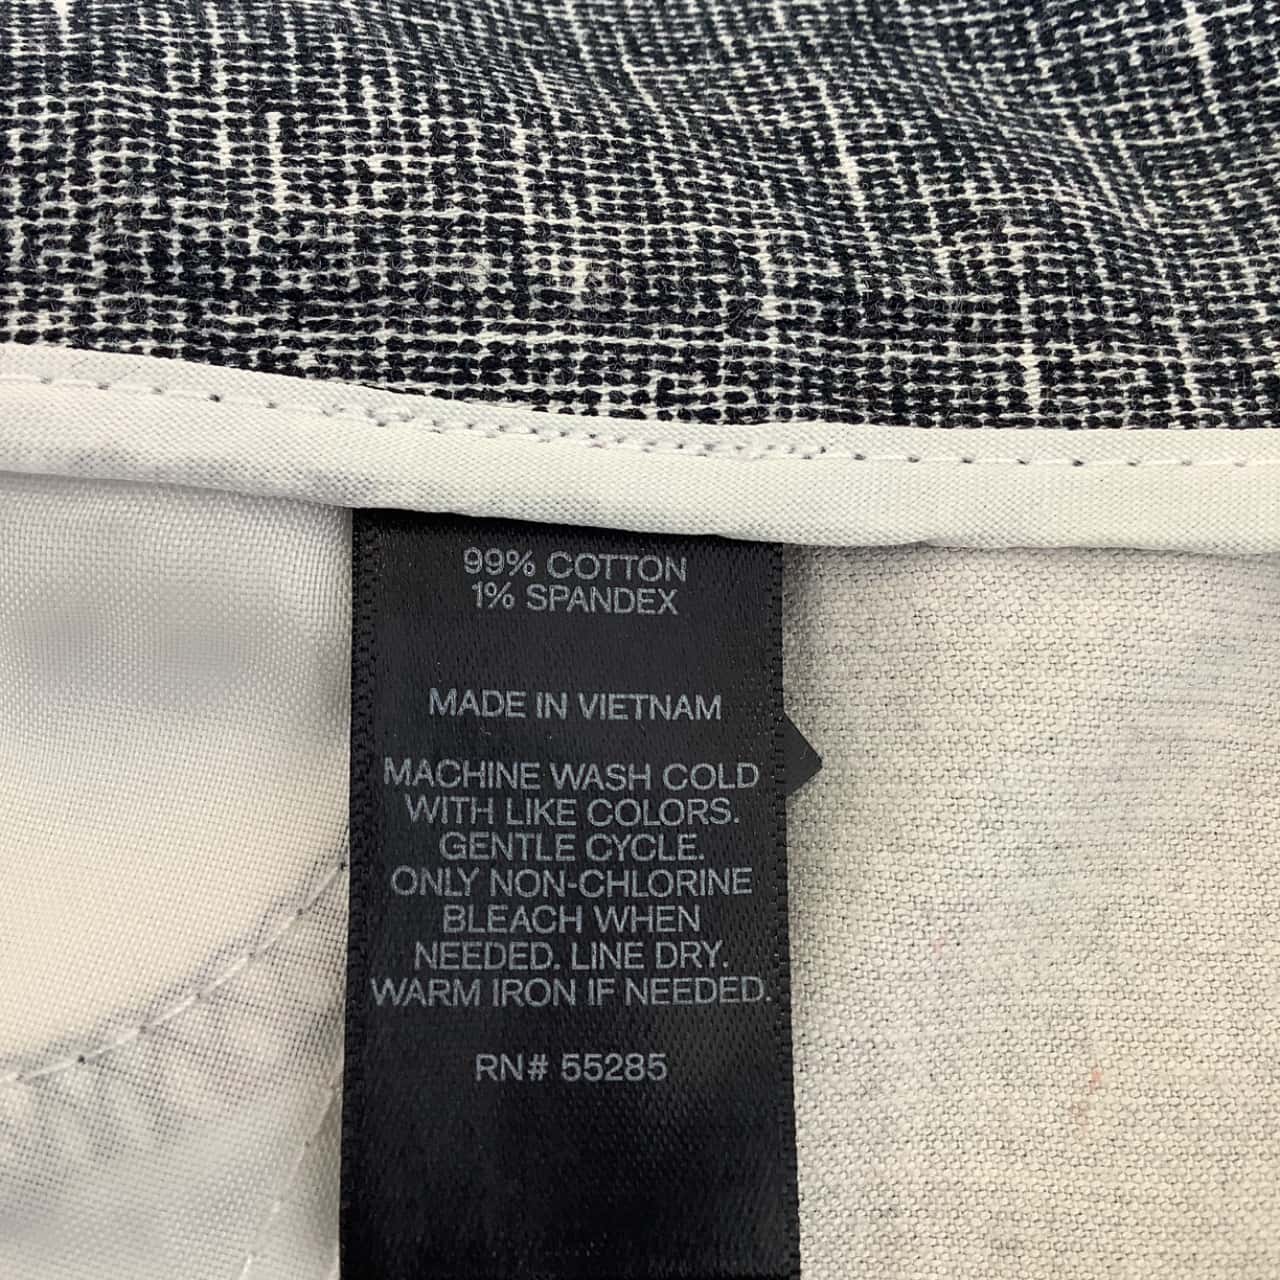 99% COTTON
1% SPANDEX
MADE IN VIETNAM
MACHINE WASH COLD
WITH LIKE COLORS.
GENTLE CYCLE.
ONLY NON-CHLORINE
BLEACH WHEN
NEEDED. LINE DRY.
WARM IRON IF NEEDED.
RN# 55285